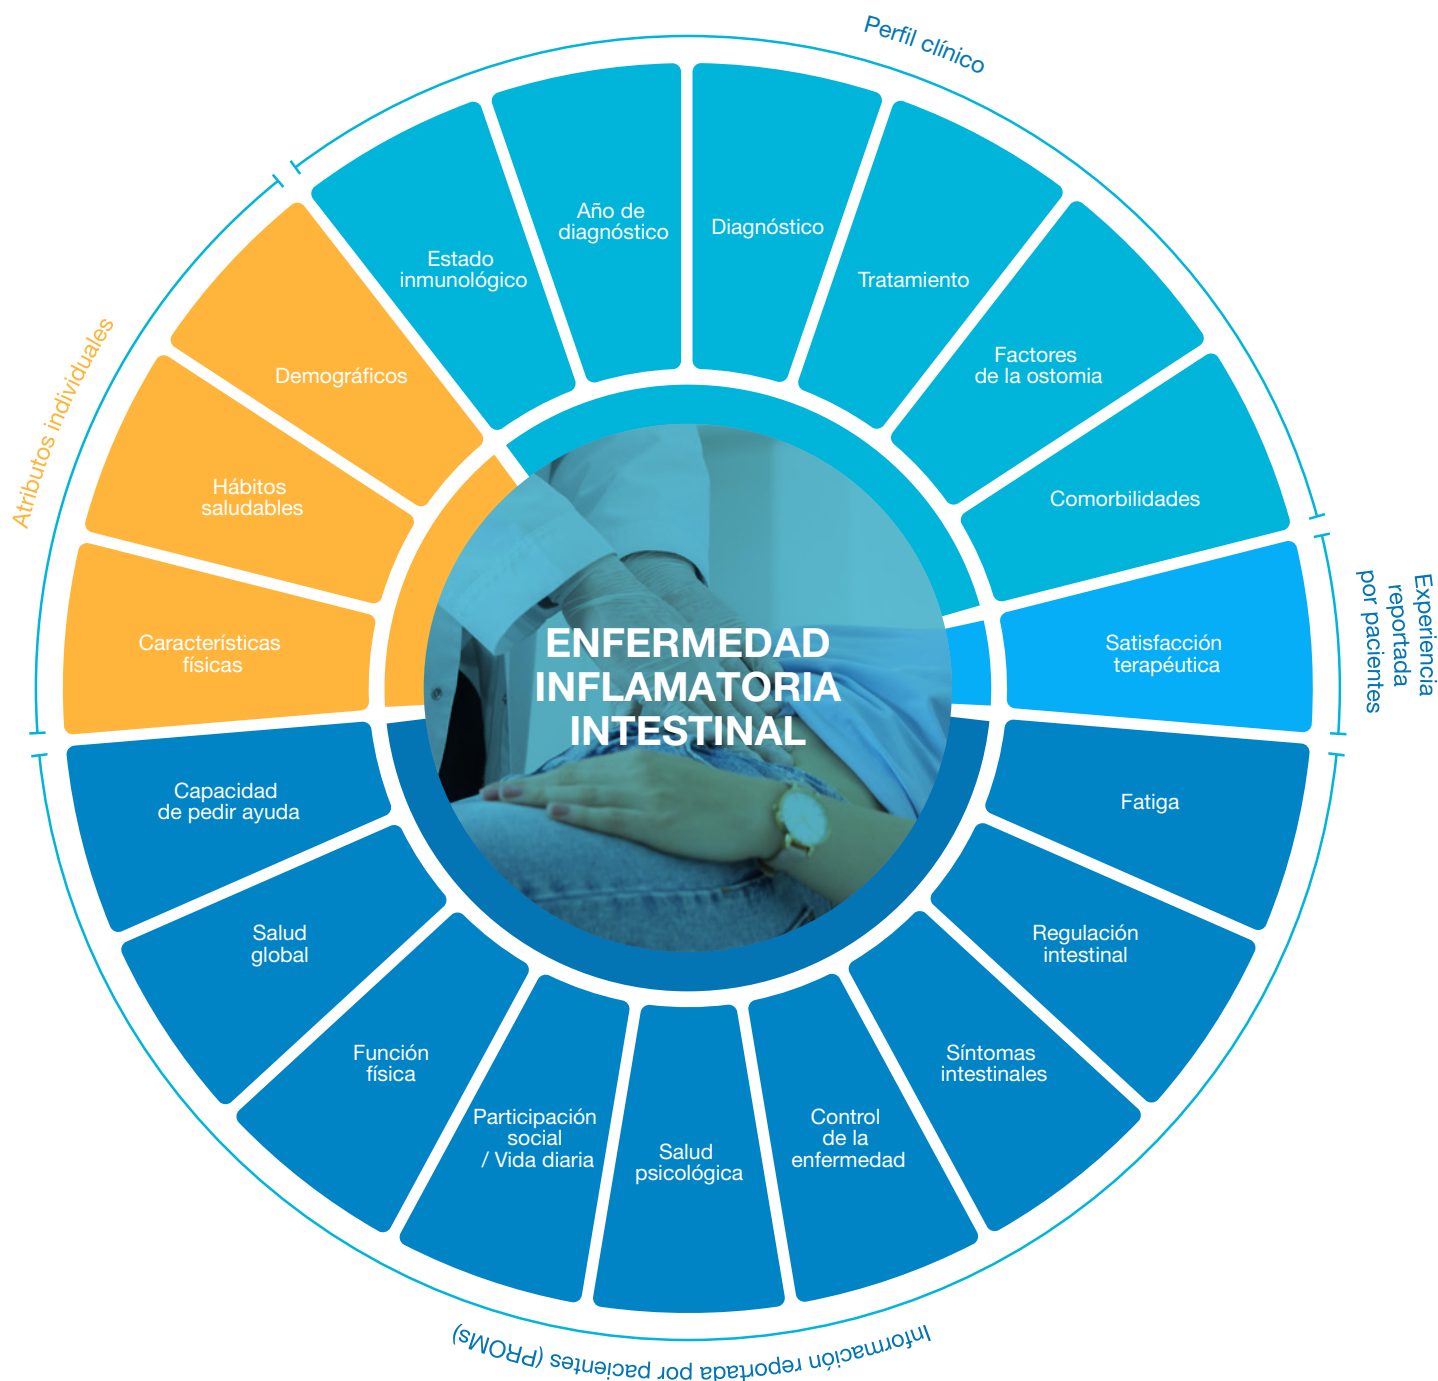 Perfil clínico
Estado
inmunológico
Año de
diagnóstico
Diagnóstico
Tratamiento
Factores
de la ostomia
Comorbilidades
Experiencia
reportada
por pacientes
Satisfacción
terapéutica
Atributos individuales
Demográficos
Hábitos
saludables
Características
físicas
ENFERMEDAD
INFLAMATORIA
INTESTINAL
Fatiga
Regulación
intestinal
Síntomas
intestinales
Control
de la
enfermedad
Salud
psicológica
Participación
social
/ Vida diaria
Función
física
Salud
global
Capacidad
de pedir ayuda
Información reportada por pacientes (PROMs)